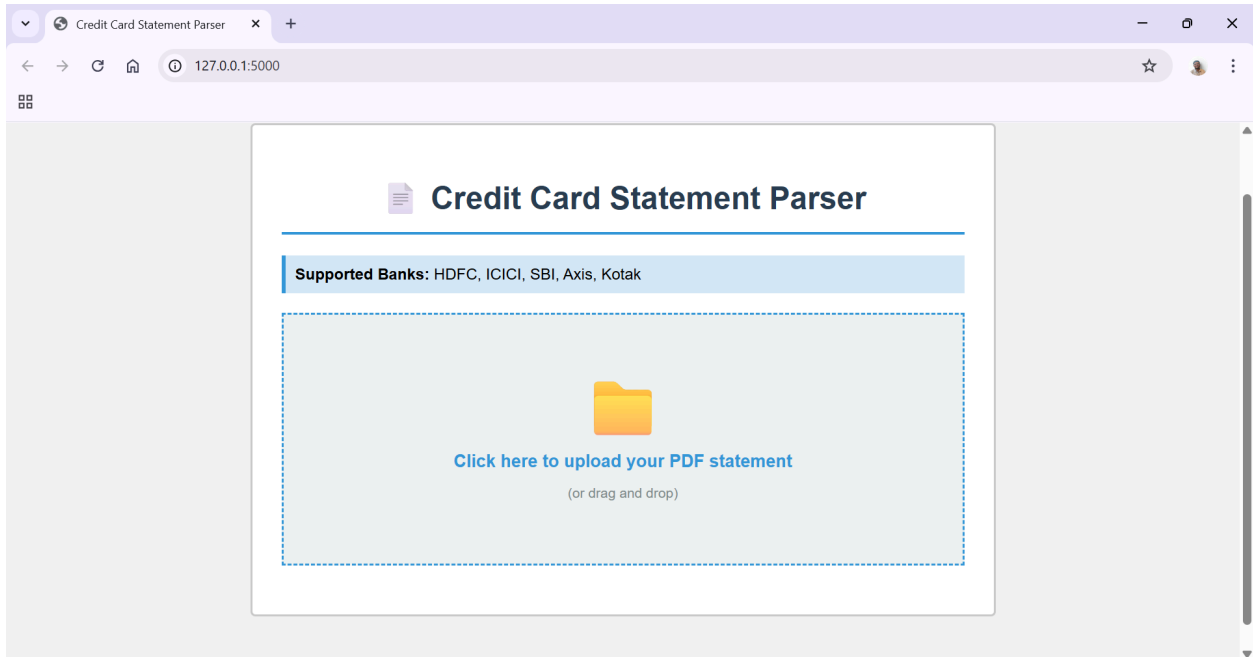 Credit Card Statement Parser
127.0.0.1:5000
Credit Card Statement Parser
Supported Banks: HDFC, ICICI, SBI, Axis, Kotak
Click here to upload your PDF statement
(or drag and drop)